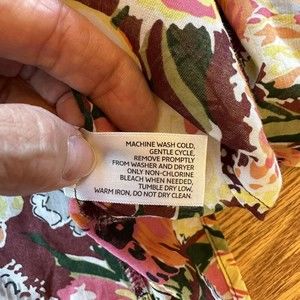 MACHINE WASH COLD,
GENTLE CYCLE,
REMOVE PROMPTLY
FROM WASHER AND DRYER
ONLY NON-CHLORINE
BLEACH WHEN NEEDED,
TUMBLE DRY LOW,
WARM IRON, DO NOT DRY CLEAN.